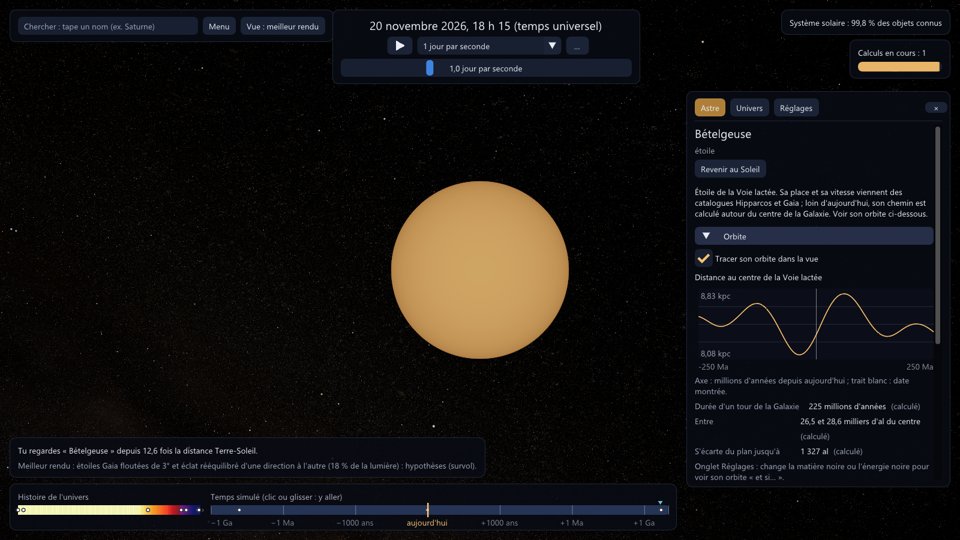 Chercher : tape un nom (ex. Saturne)
Menu
Vue : meilleur rendu
20 novembre 2026, 18 h 15 (temps universel)
1 jour par seconde
...
1,0 jour par seconde
Système solaire : 99,8 % des objets connus
Calculs en cours : 1
Astre
Univers
Réglages
×
Bételgeuse
étoile
Revenir au Soleil
Étoile de la Voie lactée. Sa place et sa vitesse viennent des
catalogues Hipparcos et Gaia ; loin d'aujourd'hui, son chemin est
calculé autour du centre de la Galaxie. Voir son orbite ci-dessous.
Orbite
Tracer son orbite dans la vue
Distance au centre de la Voie lactée
8,83 kpc
8,08 kpc
-250 Ma
250 Ma
Axe : millions d'années depuis aujourd'hui ; trait blanc : date
montrée.
Durée d'un tour de la Galaxie 225 millions d'années (calculé)
Entre 26,5 et 28,6 milliers d'al du centre
(calculé)
S'écarte du plan jusqu'à 1 327 al (calculé)
Onglet Réglages : change la matière noire ou l'énergie noire pour
voir son orbite « et si... ».
Tu regardes « Bételgeuse » depuis 12,6 fois la distance Terre-Soleil.
Meilleur rendu : étoiles Gaia floutées de 3° et éclat rééquilibré d'une direction à l'autre (18 % de la lumière) : hypothèses (survol).
Histoire de l'univers
Temps simulé (clic ou glisser : y aller)
−1 Ga
−1 Ma
−1000 ans
aujourd'hui
+1000 ans
+1 Ma
+1 Ga